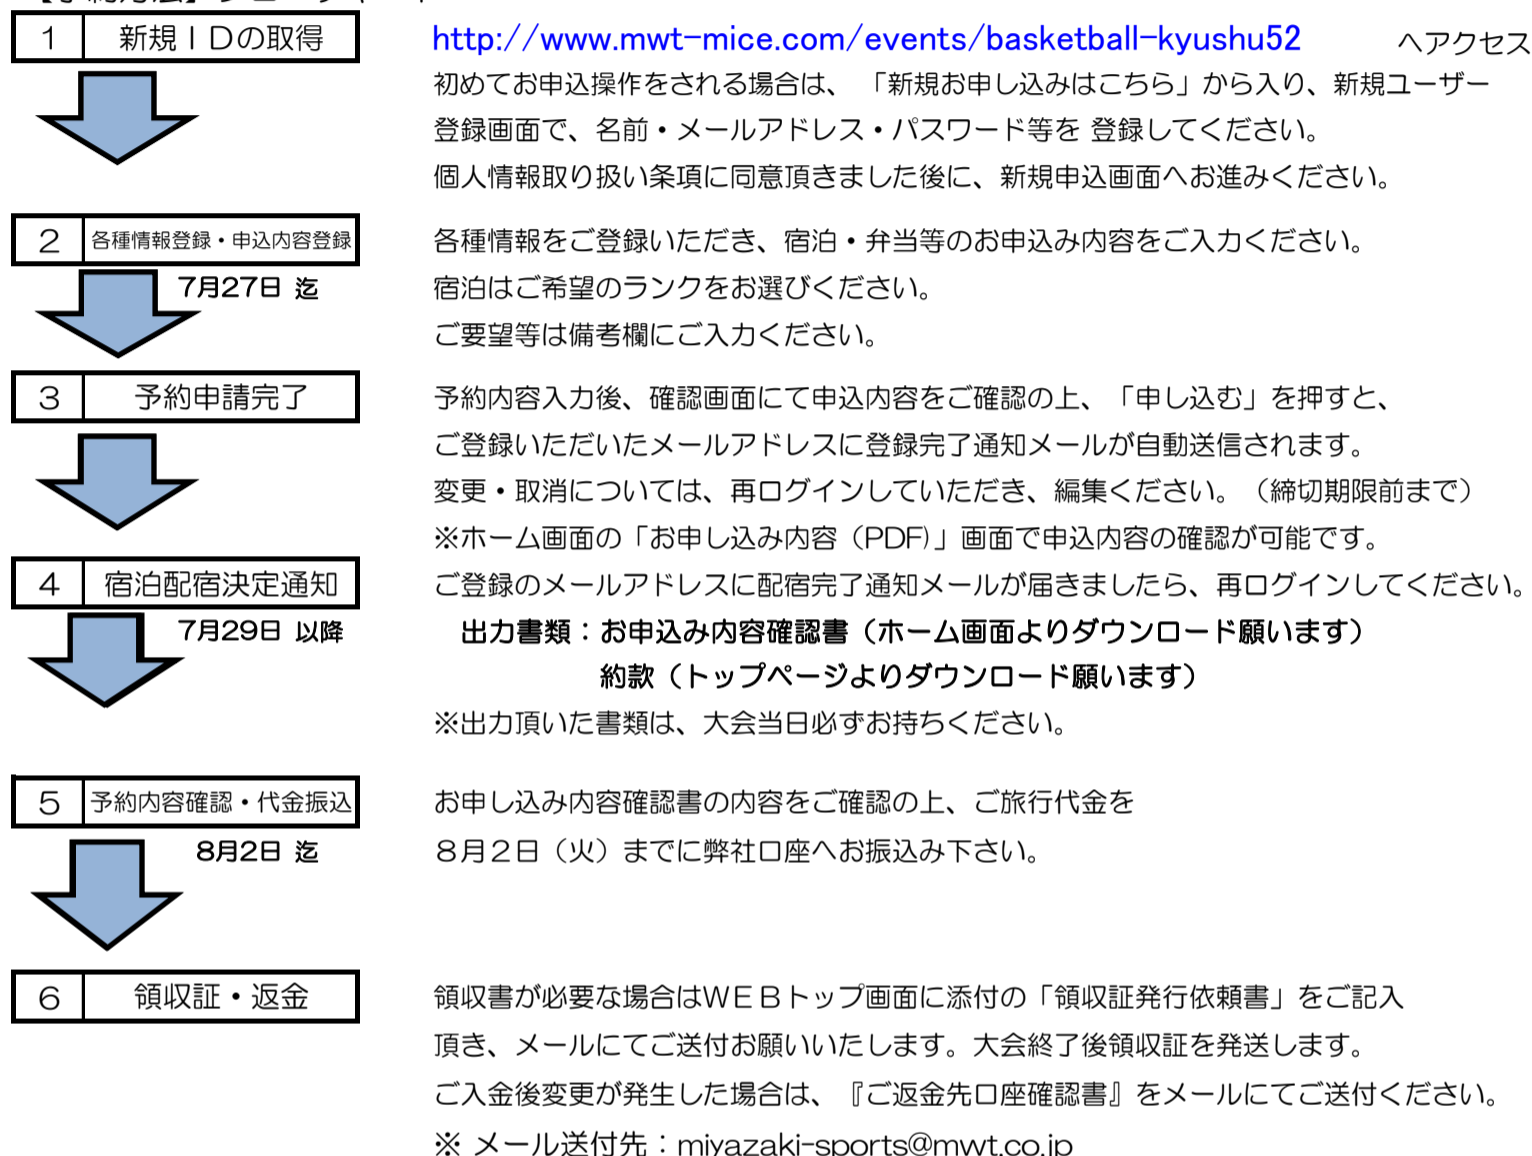 1 新規ＩＤの取得 http://www.mwt-mice.com/events/basketball-kyushu52 へアクセス
初めてお申込操作をされる場合は、「新規お申し込みはこちら」から入り、新規ユーザー
登録画面で、名前・メールアドレス・パスワード等を 登録してください。
個人情報取り扱い条項に同意頂きました後に、新規申込画面へお進みください。
2 各種情報登録・申込内容登録 各種情報をご登録いただき、宿泊・弁当等のお申込み内容をご入力ください。
7月27日 迄 宿泊はご希望のランクをお選びください。
ご要望等は備考欄にご入力ください。
3 予約申請完了 予約内容入力後、確認画面にて申込内容をご確認の上、「申し込む」を押すと、
ご登録いただいたメールアドレスに登録完了通知メールが自動送信されます。
変更・取消については、再ログインしていただき、編集ください。（締切期限前まで）
※ホーム画面の「お申し込み内容（PDF)」画面で申込内容の確認が可能です。
4 宿泊配宿決定通知 ご登録のメールアドレスに配宿完了通知メールが届きましたら、再ログインしてください。
7月29日 以降 出力書類：お申込み内容確認書（ホーム画面よりダウンロード願います）
約款（トップページよりダウンロード願います）
※出力頂いた書類は、大会当日必ずお持ちください。
5 予約内容確認・代金振込 お申し込み内容確認書の内容をご確認の上、ご旅行代金を
8月2日 迄 ８月２日（火）までに弊社口座へお振込み下さい。
6 領収証・返金 領収書が必要な場合はＷＥＢトップ画面に添付の「領収証発行依頼書」をご記入
頂き、メールにてご送付お願いいたします。大会終了後領収証を発送します。
ご入金後変更が発生した場合は、『ご返金先口座確認書』をメールにてご送付ください。
※ メール送付先：miyazaki-sports@mwt.co.jp